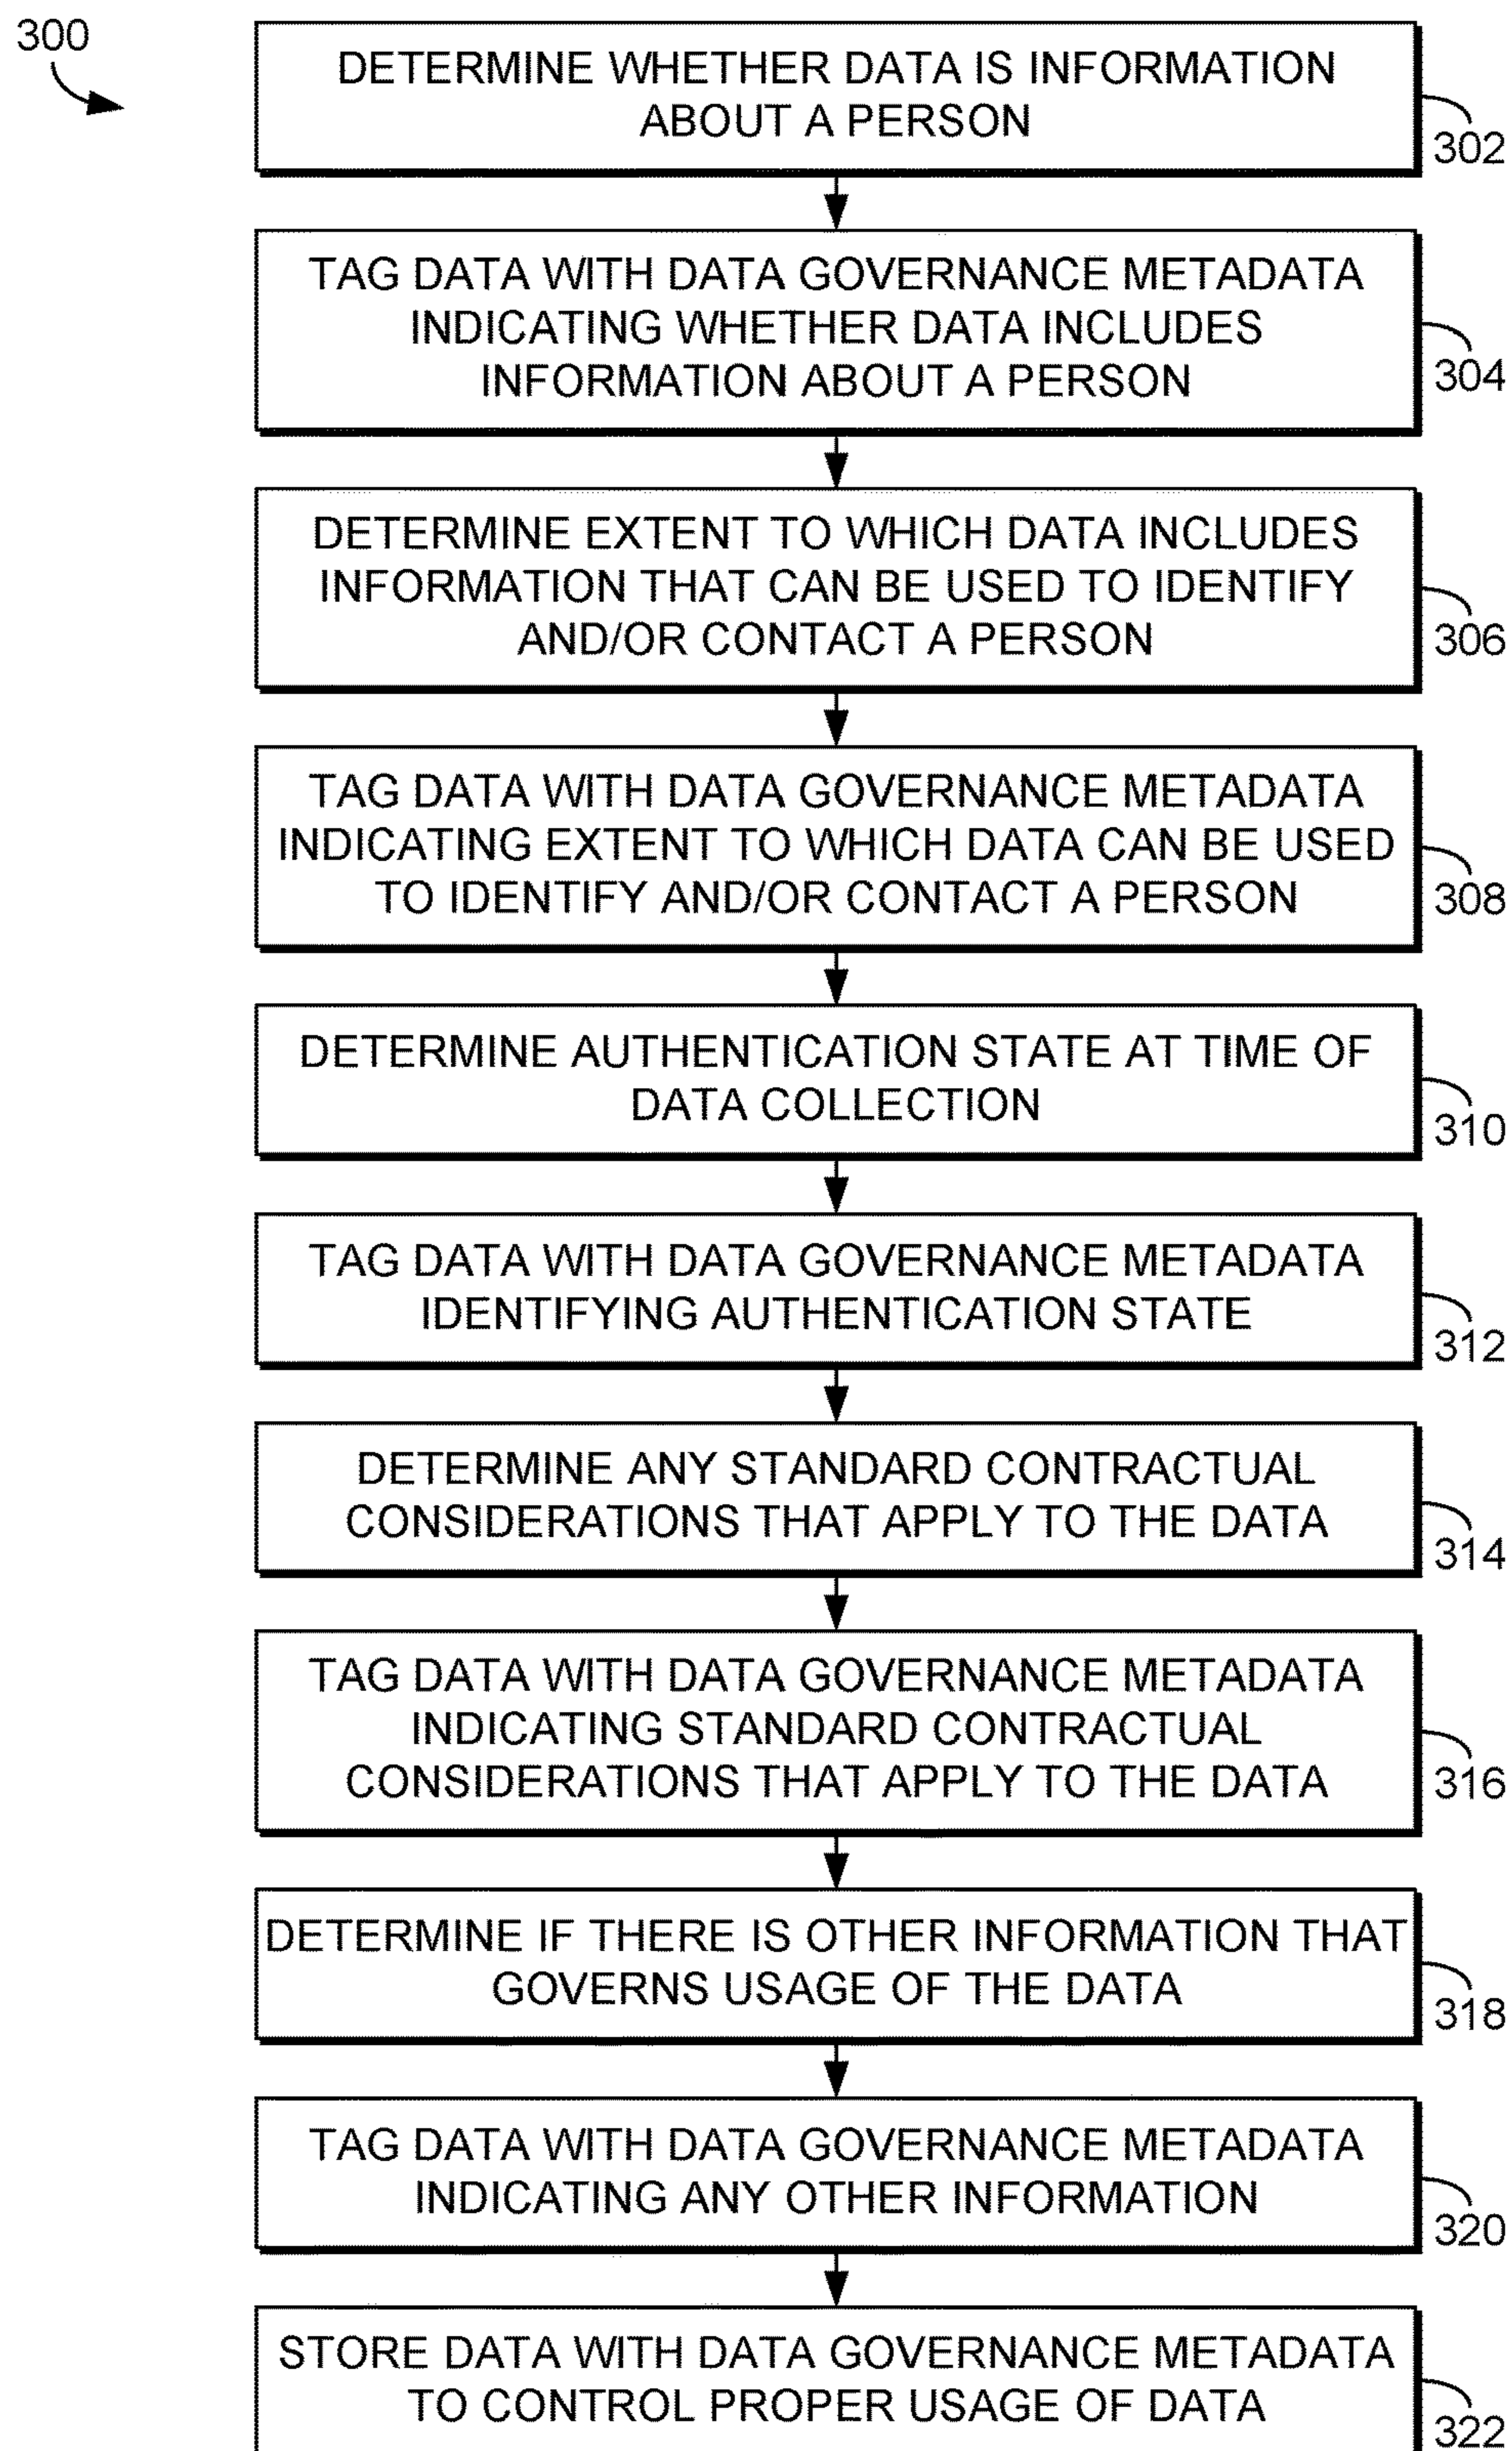 300
DETERMINE WHETHER DATA IS INFORMATION
ABOUT A PERSON
302
TAG DATA WITH DATA GOVERNANCE METADATA
INDICATING WHETHER DATA INCLUDES
INFORMATION ABOUT A PERSON
304
DETERMINE EXTENT TO WHICH DATA INCLUDES
INFORMATION THAT CAN BE USED TO IDENTIFY
AND/OR CONTACT A PERSON
306
TAG DATA WITH DATA GOVERNANCE METADATA
INDICATING EXTENT TO WHICH DATA CAN BE USED
TO IDENTIFY AND/OR CONTACT A PERSON
308
DETERMINE AUTHENTICATION STATE AT TIME OF
DATA COLLECTION
310
TAG DATA WITH DATA GOVERNANCE METADATA
IDENTIFYING AUTHENTICATION STATE
312
DETERMINE ANY STANDARD CONTRACTUAL
CONSIDERATIONS THAT APPLY TO THE DATA
314
TAG DATA WITH DATA GOVERNANCE METADATA
INDICATING STANDARD CONTRACTUAL
CONSIDERATIONS THAT APPLY TO THE DATA
316
DETERMINE IF THERE IS OTHER INFORMATION THAT
GOVERNS USAGE OF THE DATA
318
TAG DATA WITH DATA GOVERNANCE METADATA
INDICATING ANY OTHER INFORMATION
320
STORE DATA WITH DATA GOVERNANCE METADATA
TO CONTROL PROPER USAGE OF DATA
322